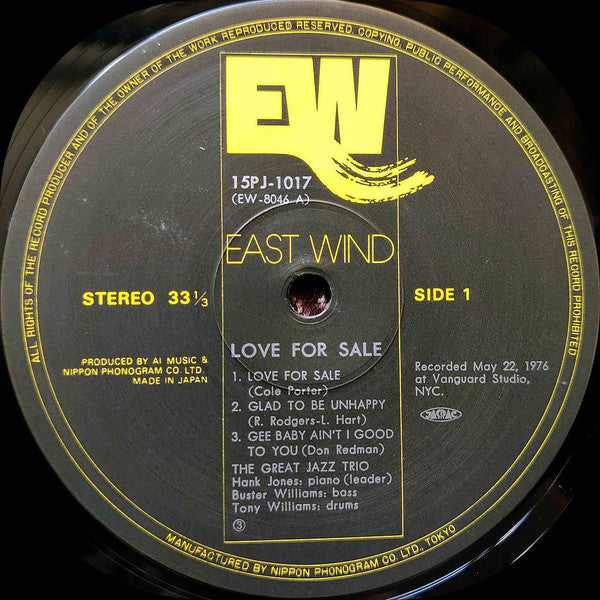 ALL RIGHTS OF THE RECORD PRODUCER AND OF THE OWNER OF THE WORK REPRODUCED RESERVED. COPYING, PUBLIC PERFORMANCE AND BROADCASTING OF THIS RECORD PROHIBITED
EW
15PJ-1017
(EW-8046 A)
EAST WIND
STEREO 33 1/3
SIDE 1
LOVE FOR SALE
PRODUCED BY AI MUSIC &
NIPPON PHONOGRAM CO. LTD.
MADE IN JAPAN
1. LOVE FOR SALE
(Cole Porter)
2. GLAD TO BE UNHAPPY
(R. Rodgers-L. Hart)
3. GEE BABY AIN'T I GOOD
TO YOU (Don Redman)
THE GREAT JAZZ TRIO
Hank Jones: piano (leader)
Buster Williams: bass
Tony Williams: drums
③
Recorded May 22, 1976
at Vanguard Studio,
NYC.
JASRAC
MANUFACTURED BY NIPPON PHONOGRAM CO. LTD., TOKYO